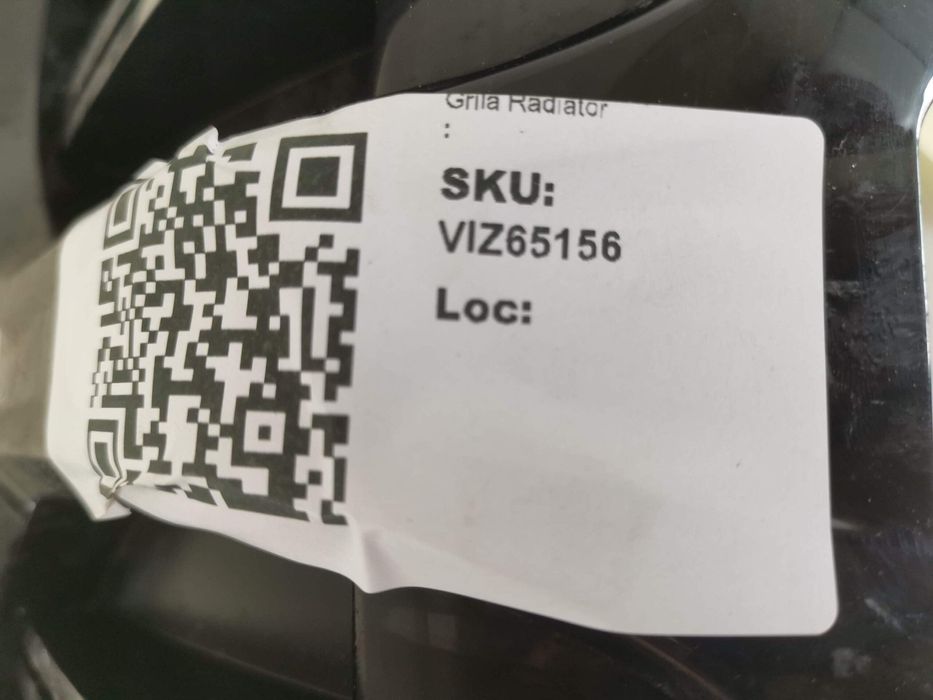 Grila Radiator
:
SKU:
VIZ65156
Loc: